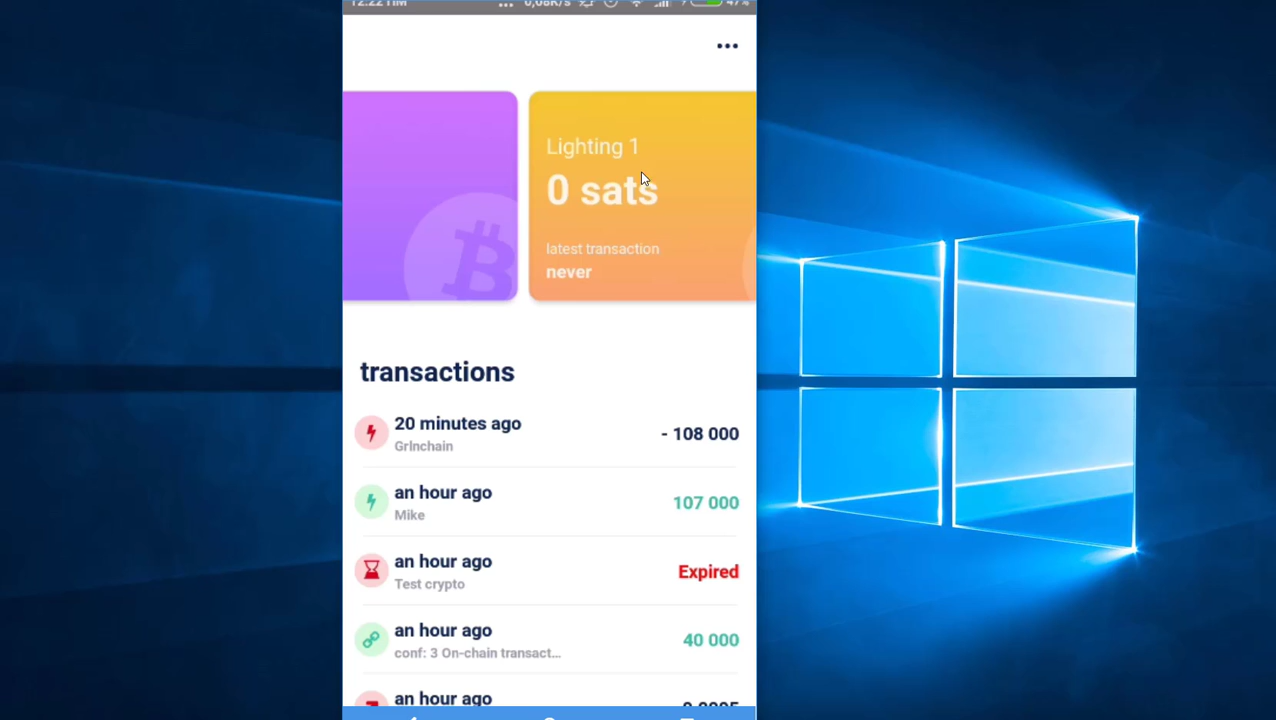 Lighting 1
0 sats
latest transaction
never
transactions
20 minutes ago
GrInchain
- 108 000
an hour ago
Mike
107 000
an hour ago
Test crypto
Expired
an hour ago
conf: 3 On-chain transact...
40 000
an hour ago